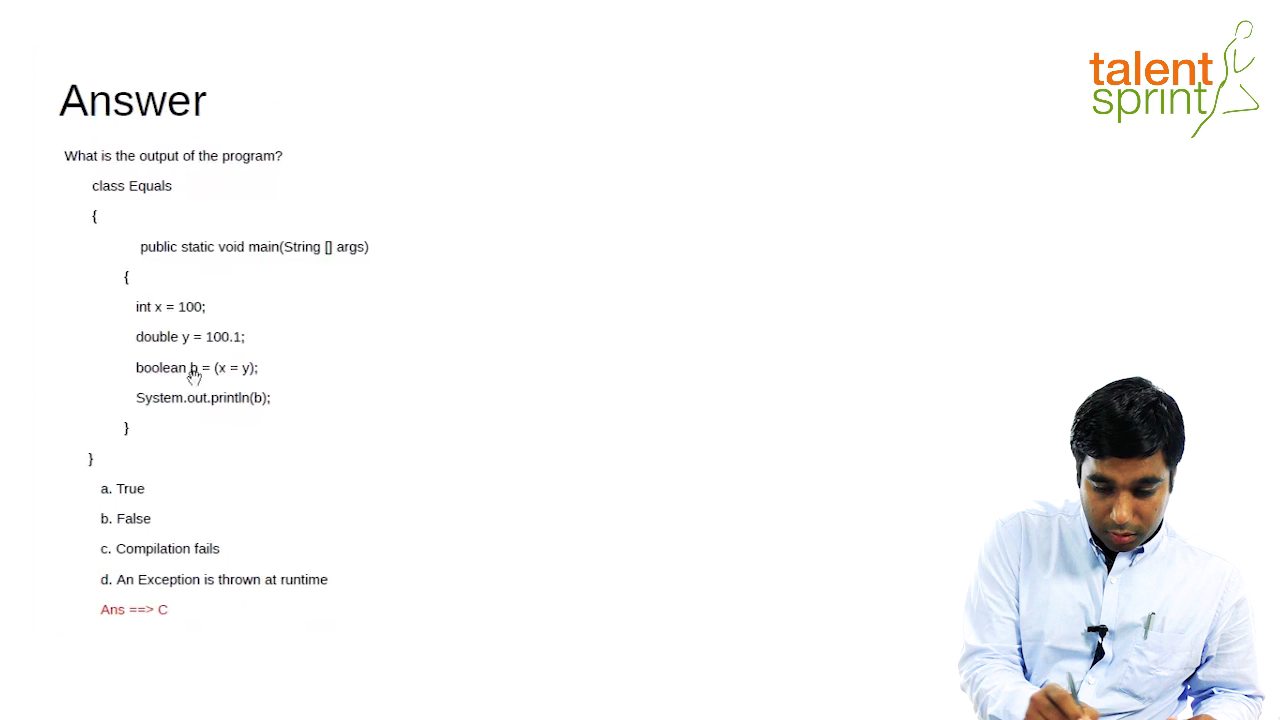 talent
sprint
Answer
What is the output of the program?
class Equals
{
public static void main(String [] args)
{
int x = 100;
double y = 100.1;
boolean b = (x = y);
System.out.println(b);
}
}
a. True
b. False
c. Compilation fails
d. An Exception is thrown at runtime
Ans ==> C